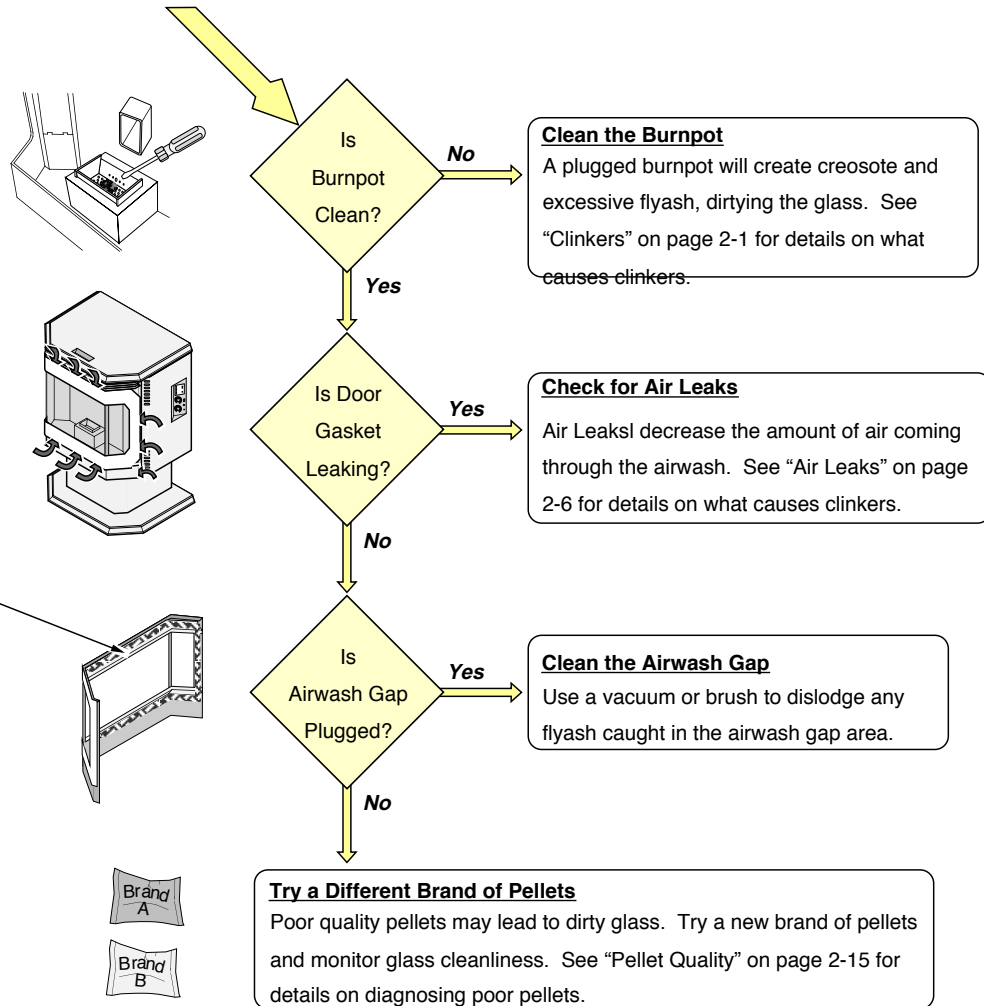 Is
Burnpot
Clean?
No
Clean the Burnpot
A plugged burnpot will create creosote and
excessive flyash, dirtying the glass.  See
“Clinkers” on page 2-1 for details on what
causes clinkers.
Yes
Is Door
Gasket
Leaking?
Yes
Check for Air Leaks
Air Leaksl decrease the amount of air coming
through the airwash.  See “Air Leaks” on page
2-6 for details on what causes clinkers.
No
Is
Airwash Gap
Plugged?
Yes
Clean the Airwash Gap
Use a vacuum or brush to dislodge any
flyash caught in the airwash gap area.
No
Brand
A
Brand
B
Try a Different Brand of Pellets
Poor quality pellets may lead to dirty glass.  Try a new brand of pellets
and monitor glass cleanliness.  See “Pellet Quality” on page 2-15 for
details on diagnosing poor pellets.